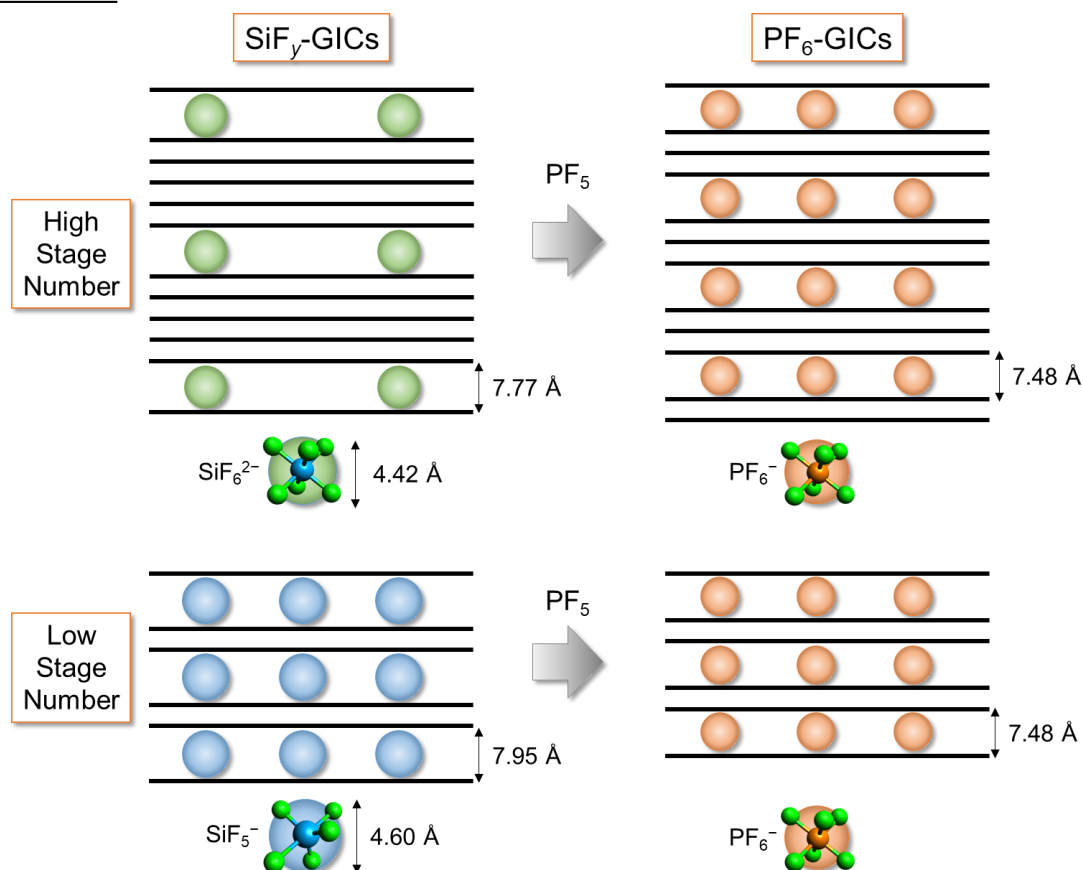 SiFy-GICs
PF6-GICs
High
Stage
Number
PF5
7.77 Å
7.48 Å
SiF6²⁻
4.42 Å
PF6⁻
Low
Stage
Number
PF5
7.95 Å
7.48 Å
SiF5⁻
4.60 Å
PF6⁻